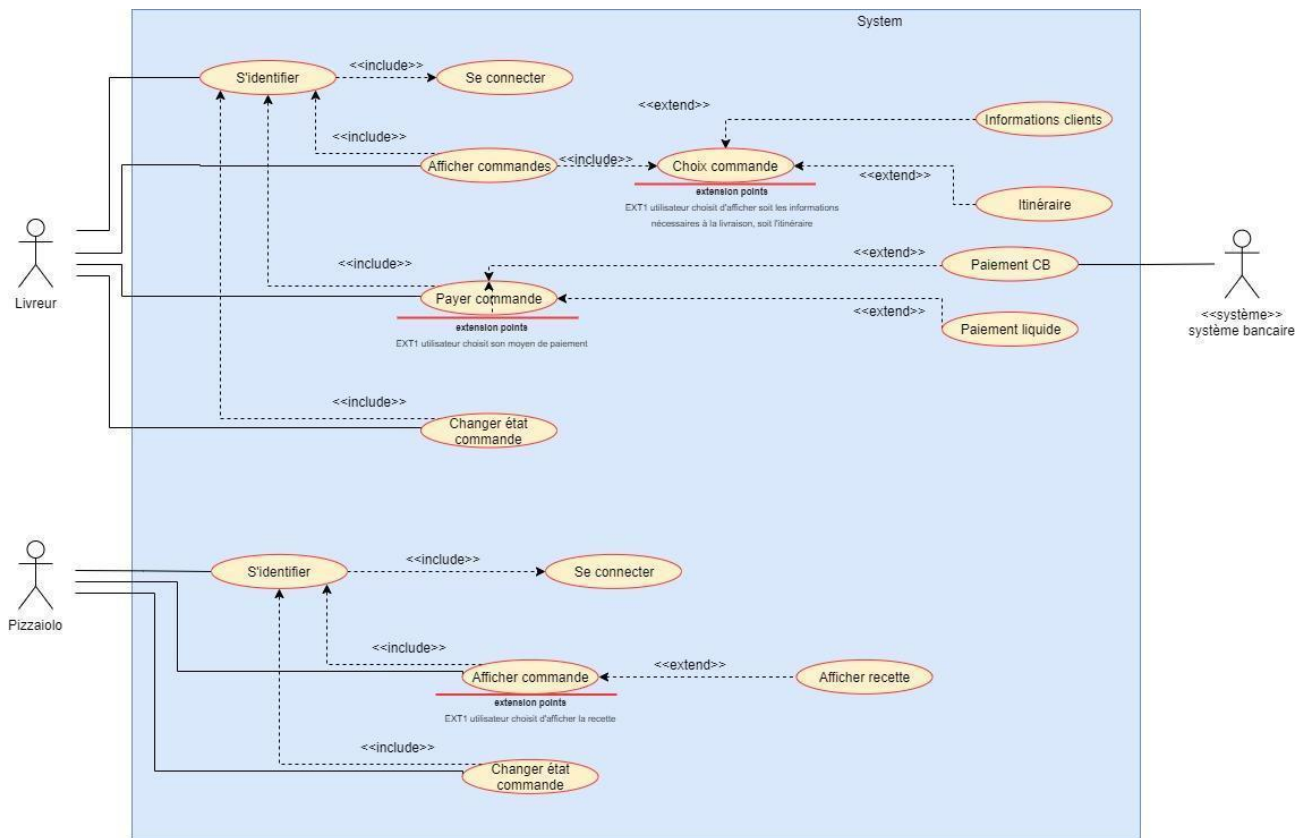 System
S'identifier
<<include>>
Se connecter
<<extend>>
Informations clients
<<include>>
Afficher commandes
<<include>>
Choix commande
<<extend>>
extension points
EXT1 utilisateur choisit d'afficher soit les informations
nécessaires à la livraison, soit l'itinéraire
Itinéraire
Livreur
<<include>>
<<extend>>
Paiement CB
Payer commande
<<extend>>
Paiement liquide
extension points
EXT1 utilisateur choisit son moyen de paiement
<<système>>
système bancaire
<<include>>
Changer état
commande
Pizzaiolo
S'identifier
<<include>>
Se connecter
<<include>>
Afficher commande
<<extend>>
Afficher recette
extension points
EXT1 utilisateur choisit d'afficher la recette
<<include>>
Changer état
commande